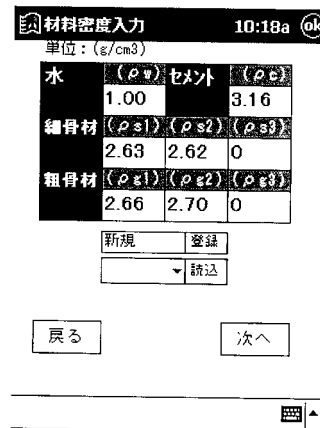 材料密度入力 10:18a ok
単位：(g/cm3)
水 (ρw) セメント (ρc)
1.00 3.16
細骨材 (ρs1) (ρs2) (ρs3)
2.63 2.62 0
粗骨材 (ρg1) (ρg2) (ρg3)
2.66 2.70 0
新規 登録
読込
戻る 次へ